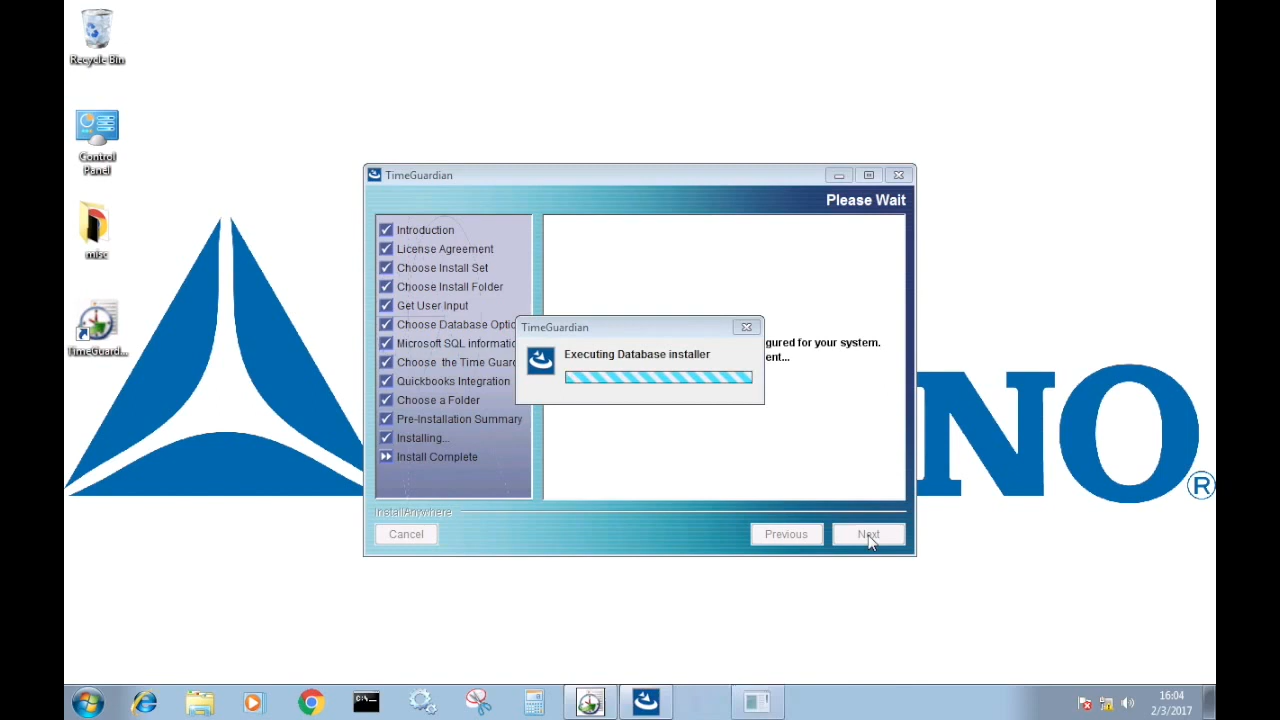 Recycle Bin
Control
Panel
misc
TimeGuard...
TimeGuardian
Please Wait
Introduction
License Agreement
Choose Install Set
Choose Install Folder
Get User Input
Choose Database Optio
Microsoft SQL informatio
Choose the Time Guard
Quickbooks Integration
Choose a Folder
Pre-Installation Summary
Installing...
Install Complete
TimeGuardian
Executing Database installer
gured for your system.
ent...
InstallAnywhere
Cancel
Previous
Next
NO®
C:\
16:04
2/3/2017